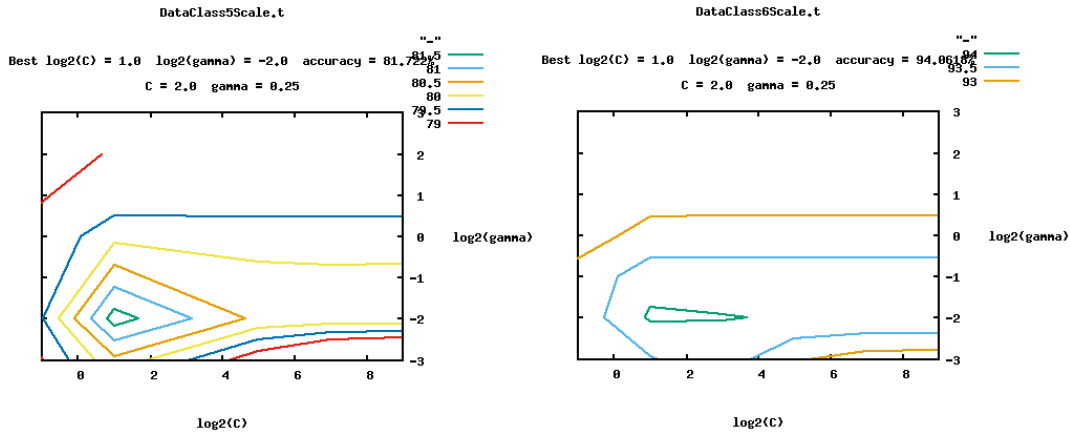 DataClass5Scale.t
"_"
Best log2(C) = 1.0 log2(gamma) = -2.0 accuracy = 81.722%
C = 2.0 gamma = 0.25
81.5
81
80.5
80
79.5
79
3
2
1
0
-1
-2
-3
log2(gamma)
0 2 4 6 8
log2(C)
DataClass6Scale.t
"_"
Best log2(C) = 1.0 log2(gamma) = -2.0 accuracy = 94.0618%
C = 2.0 gamma = 0.25
94
93.5
93
3
2
1
0
-1
-2
-3
log2(gamma)
0 2 4 6 8
log2(C)